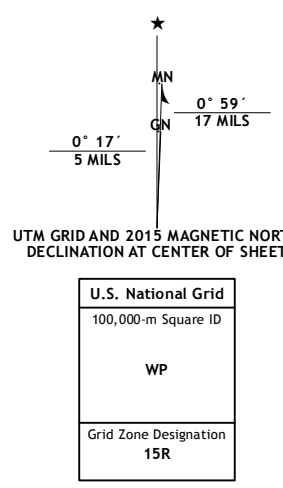 MN
0° 59´
17 MILS
GN
0° 17´
5 MILS
UTM GRID AND 2015 MAGNETIC NORT
DECLINATION AT CENTER OF SHEET
U.S. National Grid
100,000-m Square ID
WP
Grid Zone Designation
15R